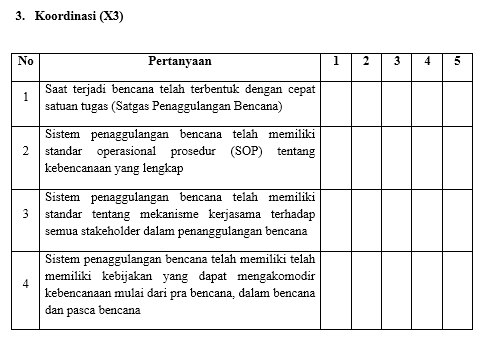 3. Koordinasi (X3)
No Pertanyaan 1 2 3 4 5
1 Saat terjadi bencana telah terbentuk dengan cepat
satuan tugas (Satgas Penaggulangan Bencana)
2 Sistem penaggulangan bencana telah memiliki
standar operasional prosedur (SOP) tentang
kebencanaan yang lengkap
3 Sistem penaggulangan bencana telah memiliki
standar tentang mekanisme kerjasama terhadap
semua stakeholder dalam penanggulangan bencana
4 Sistem penaggulangan bencana telah memiliki telah
memiliki kebijakan yang dapat mengakomodir
kebencanaan mulai dari pra bencana, dalam bencana
dan pasca bencana